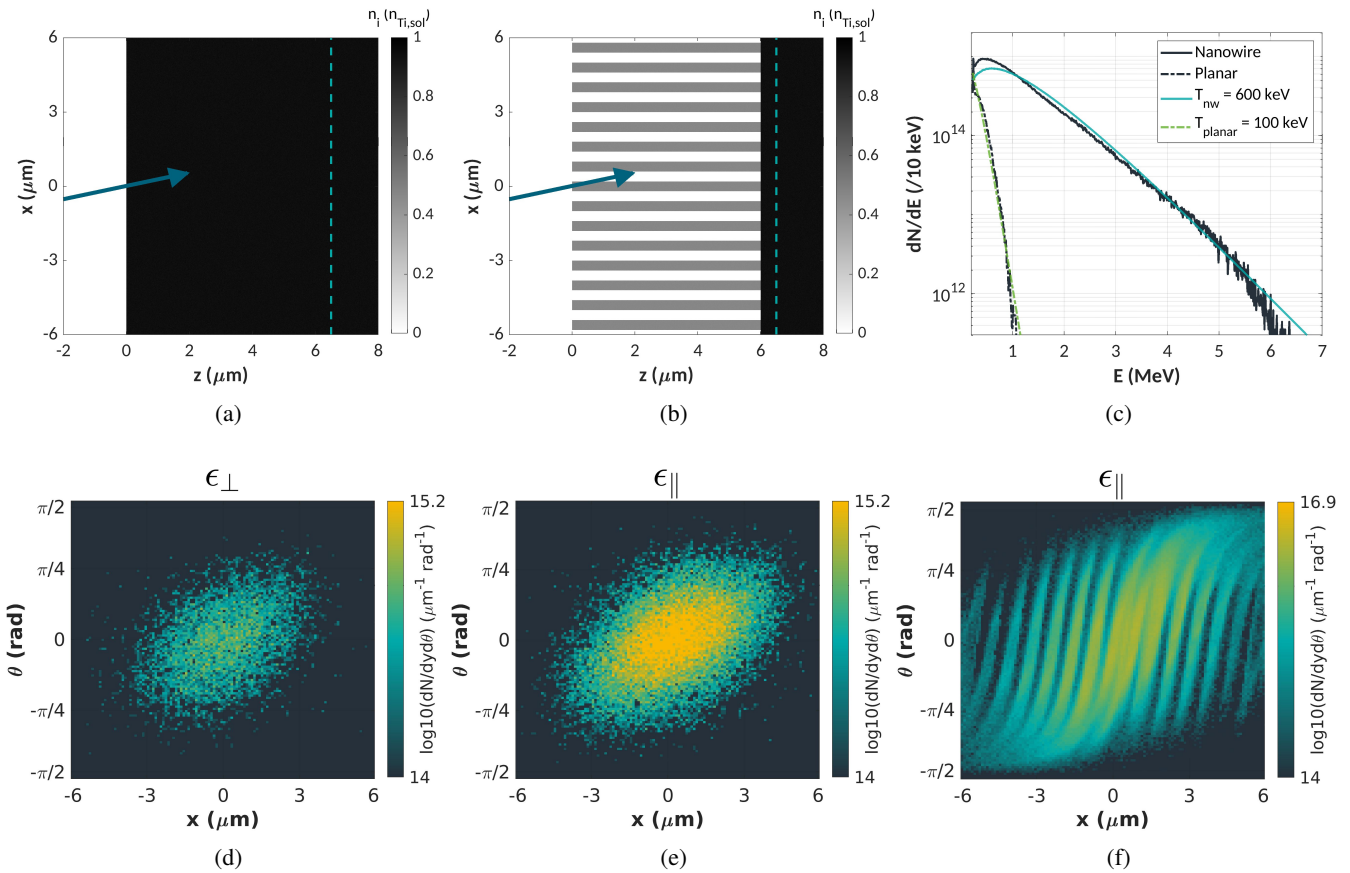 n_i (n_Ti,sol)
6
3
0
-3
-6
x (μm)
-2 0 2 4 6 8
z (μm)
1
0.8
0.6
0.4
0.2
0
(a)
n_i (n_Ti,sol)
6
3
0
-3
-6
x (μm)
-2 0 2 4 6 8
z (μm)
1
0.8
0.6
0.4
0.2
0
(b)
Nanowire
Planar
T_nw = 600 keV
T_planar = 100 keV
10^14
10^12
dN/dE (/10 keV)
1 2 3 4 5 6 7
E (MeV)
(c)
ϵ⊥
π/2
π/4
0
-π/4
-π/2
θ (rad)
-6 -3 0 3 6
x (μm)
15.2
14
log10(dN/dydθ) (μm^-1 rad^-1)
(d)
ϵ||
π/2
π/4
0
-π/4
-π/2
θ (rad)
-6 -3 0 3 6
x (μm)
15.2
14
log10(dN/dydθ) (μm^-1 rad^-1)
(e)
ϵ||
π/2
π/4
0
-π/4
-π/2
θ (rad)
-6 -3 0 3 6
x (μm)
16.9
14
log10(dN/dydθ) (μm^-1 rad^-1)
(f)